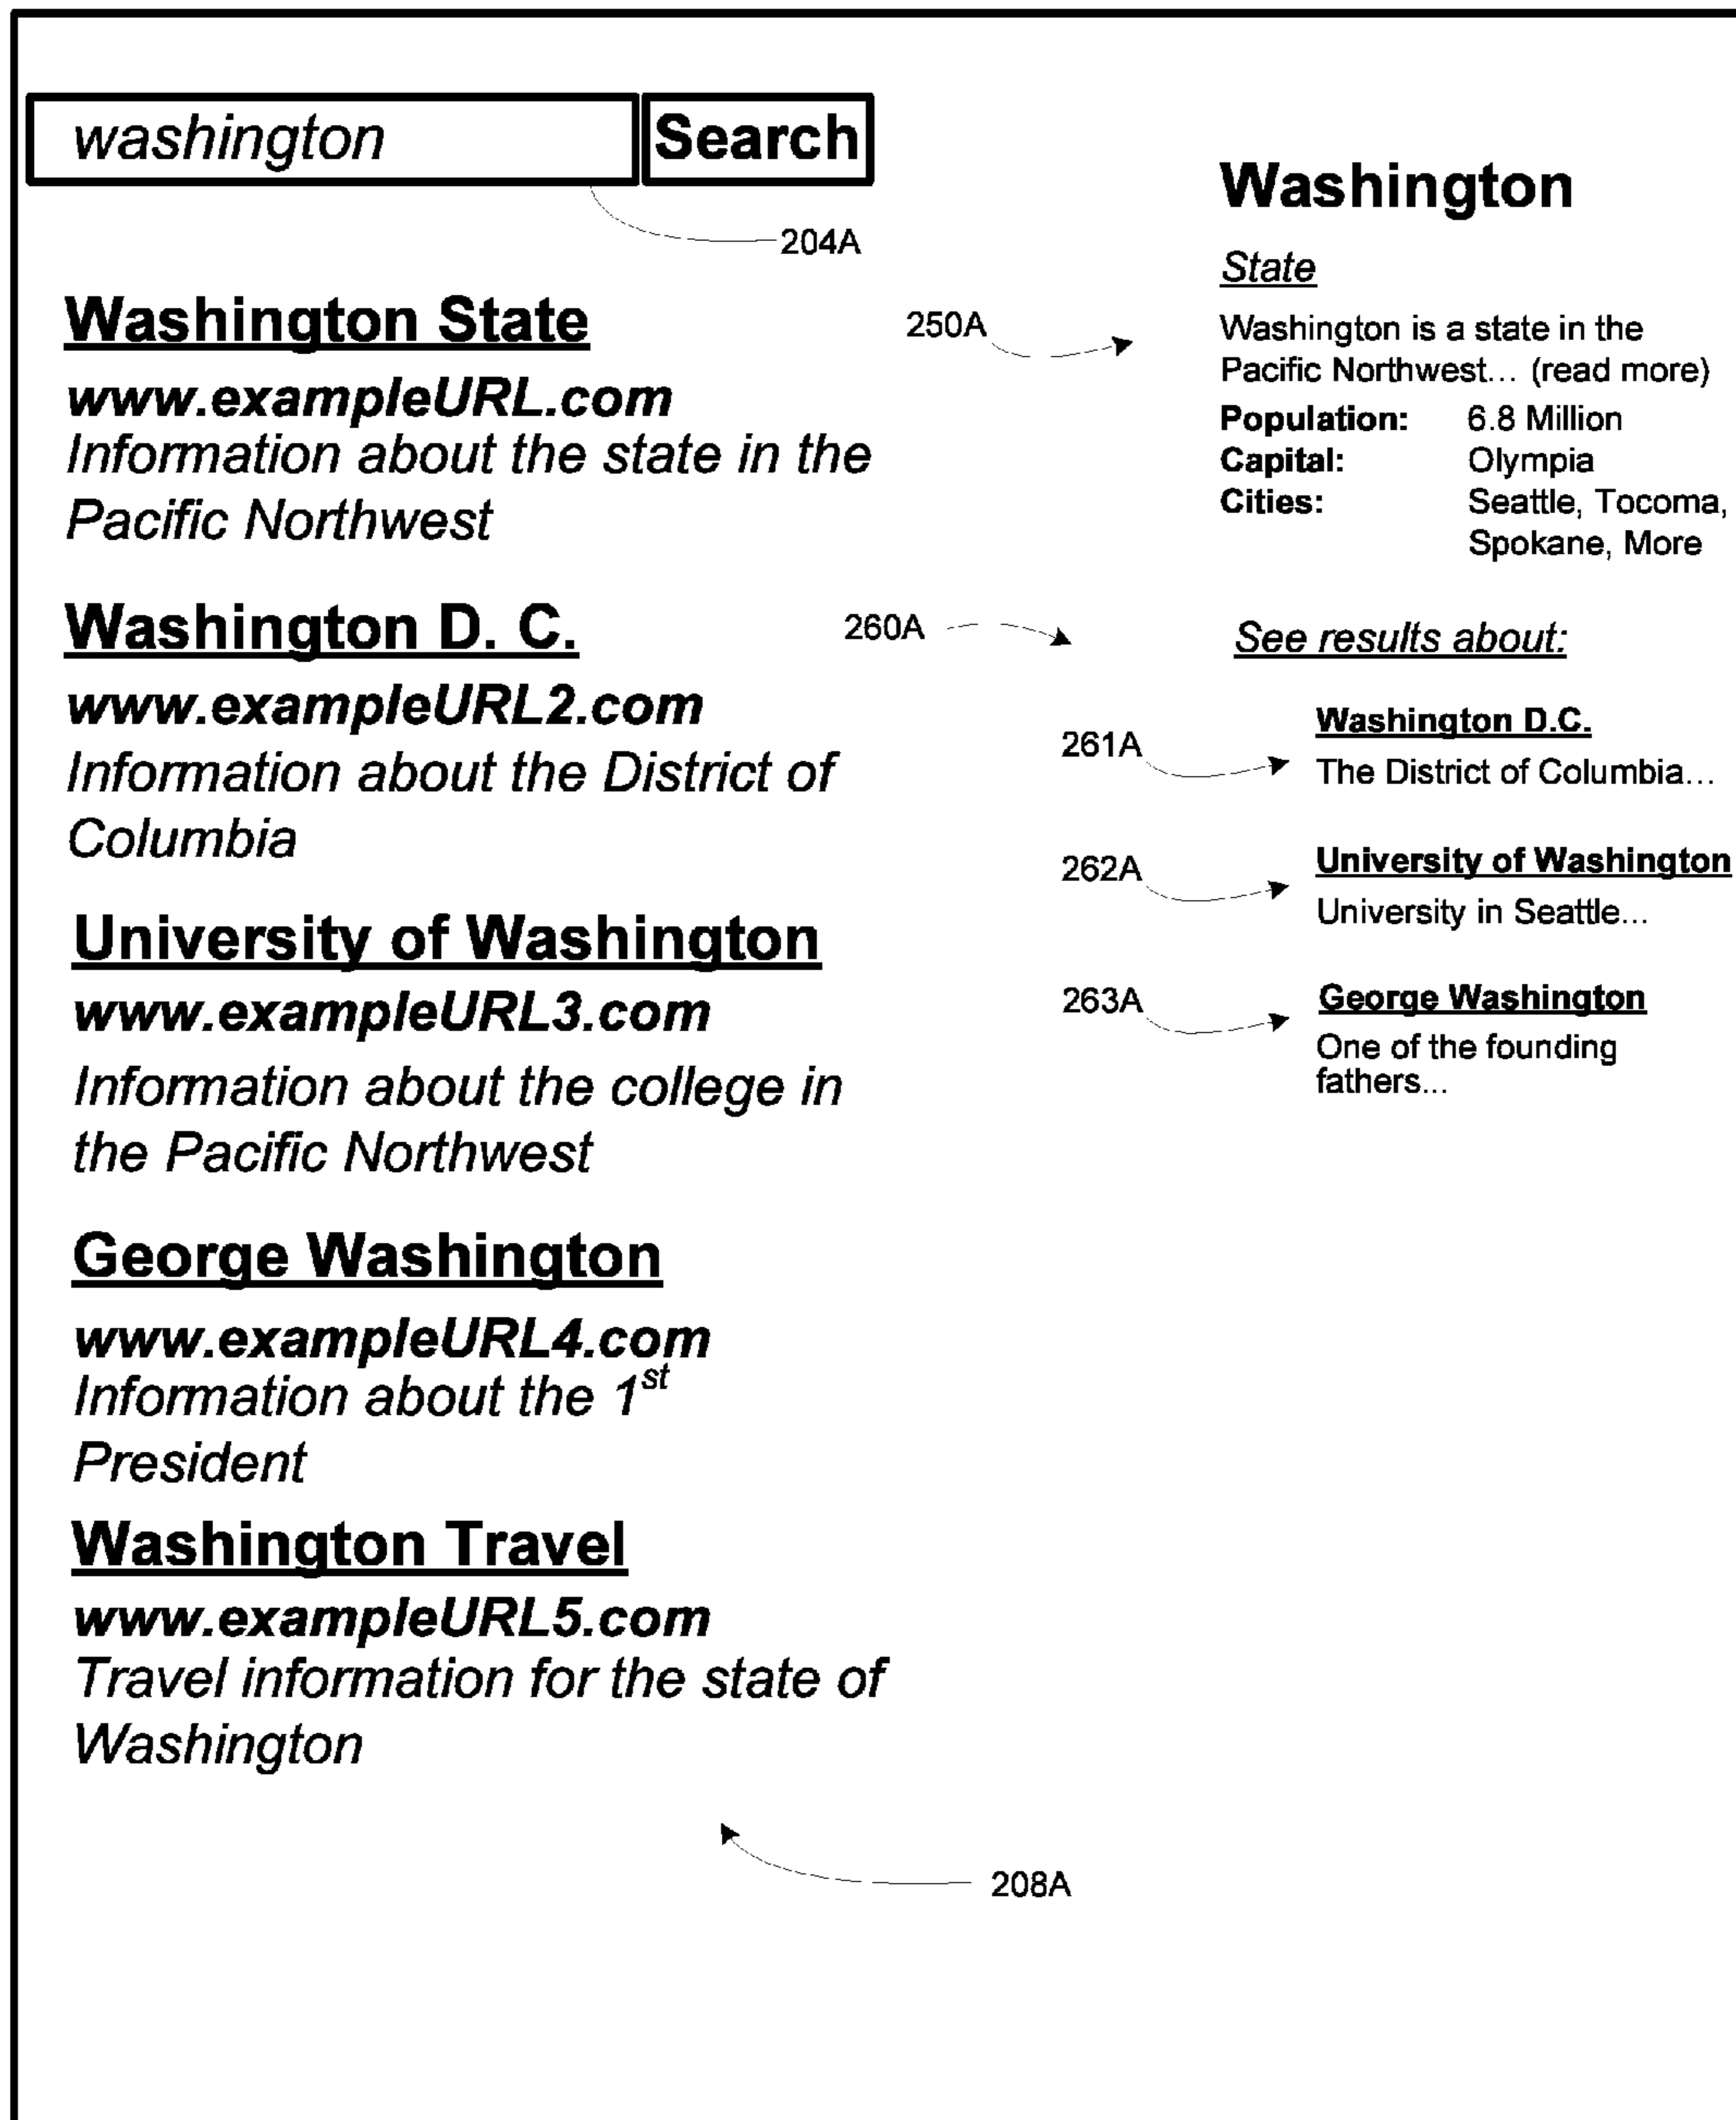 washington
Search
204A
Washington State
www.exampleURL.com
Information about the state in the
Pacific Northwest
Washington D. C.
www.exampleURL2.com
Information about the District of
Columbia
University of Washington
www.exampleURL3.com
Information about the college in
the Pacific Northwest
George Washington
www.exampleURL4.com
Information about the 1st
President
Washington Travel
www.exampleURL5.com
Travel information for the state of
Washington
208A
Washington
State
250A
Washington is a state in the
Pacific Northwest... (read more)
Population: 6.8 Million
Capital: Olympia
Cities: Seattle, Tocoma,
Spokane, More
260A
See results about:
261A
Washington D.C.
The District of Columbia...
262A
University of Washington
University in Seattle...
263A
George Washington
One of the founding
fathers...